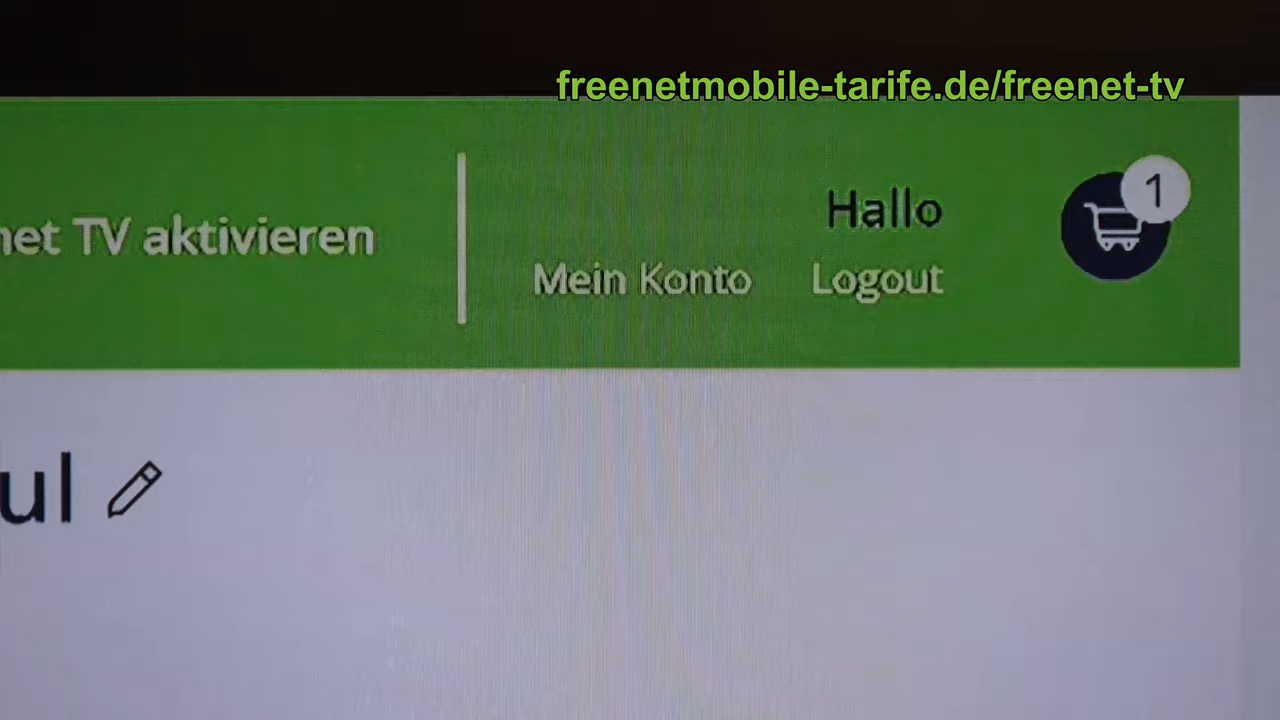 freenetmobile-tarife.de/freenet-tv
net TV aktivieren
Hallo
1
Mein Konto
Logout
ul